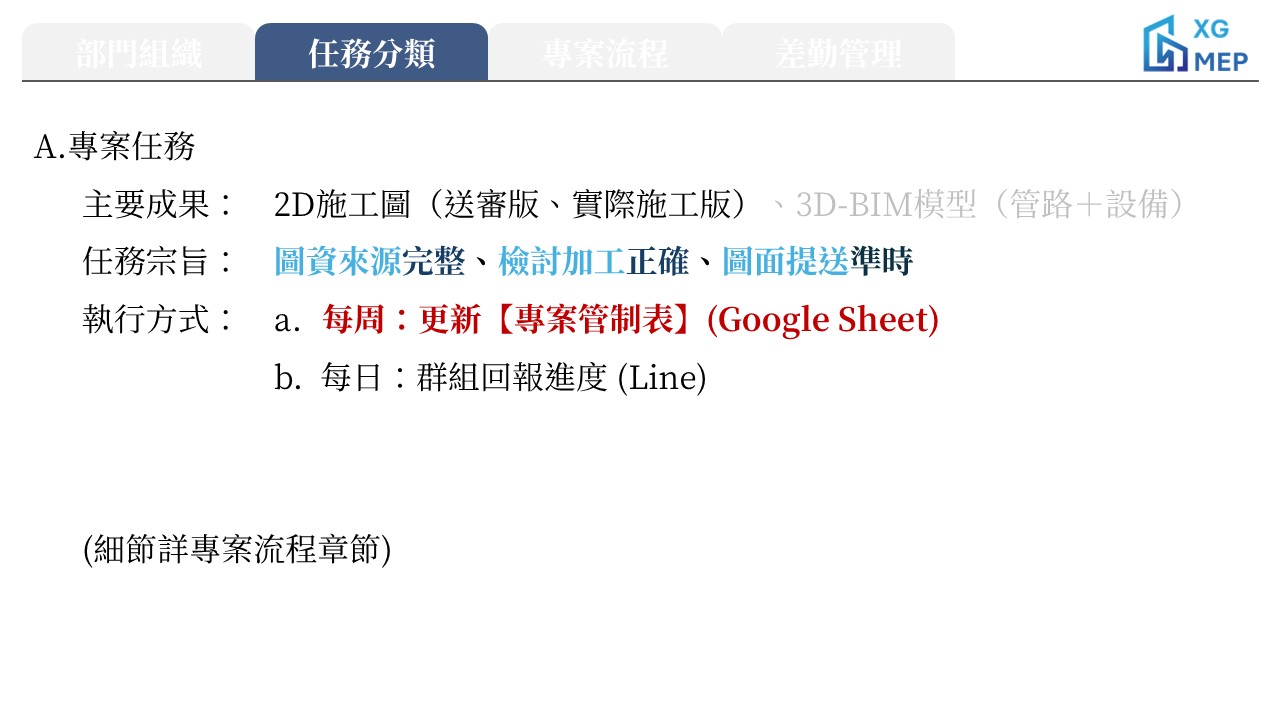 部門組織 任務分類 專案流程 差勤管理
XG
MEP
A.專案任務
主要成果： 2D施工圖（送審版、實際施工版）、3D-BIM模型（管路＋設備）
任務宗旨： 圖資來源完整、檢討加工正確、圖面提送準時
執行方式： a. 每周：更新【專案管制表】(Google Sheet)
b. 每日：群組回報進度 (Line)
(細節詳專案流程章節)